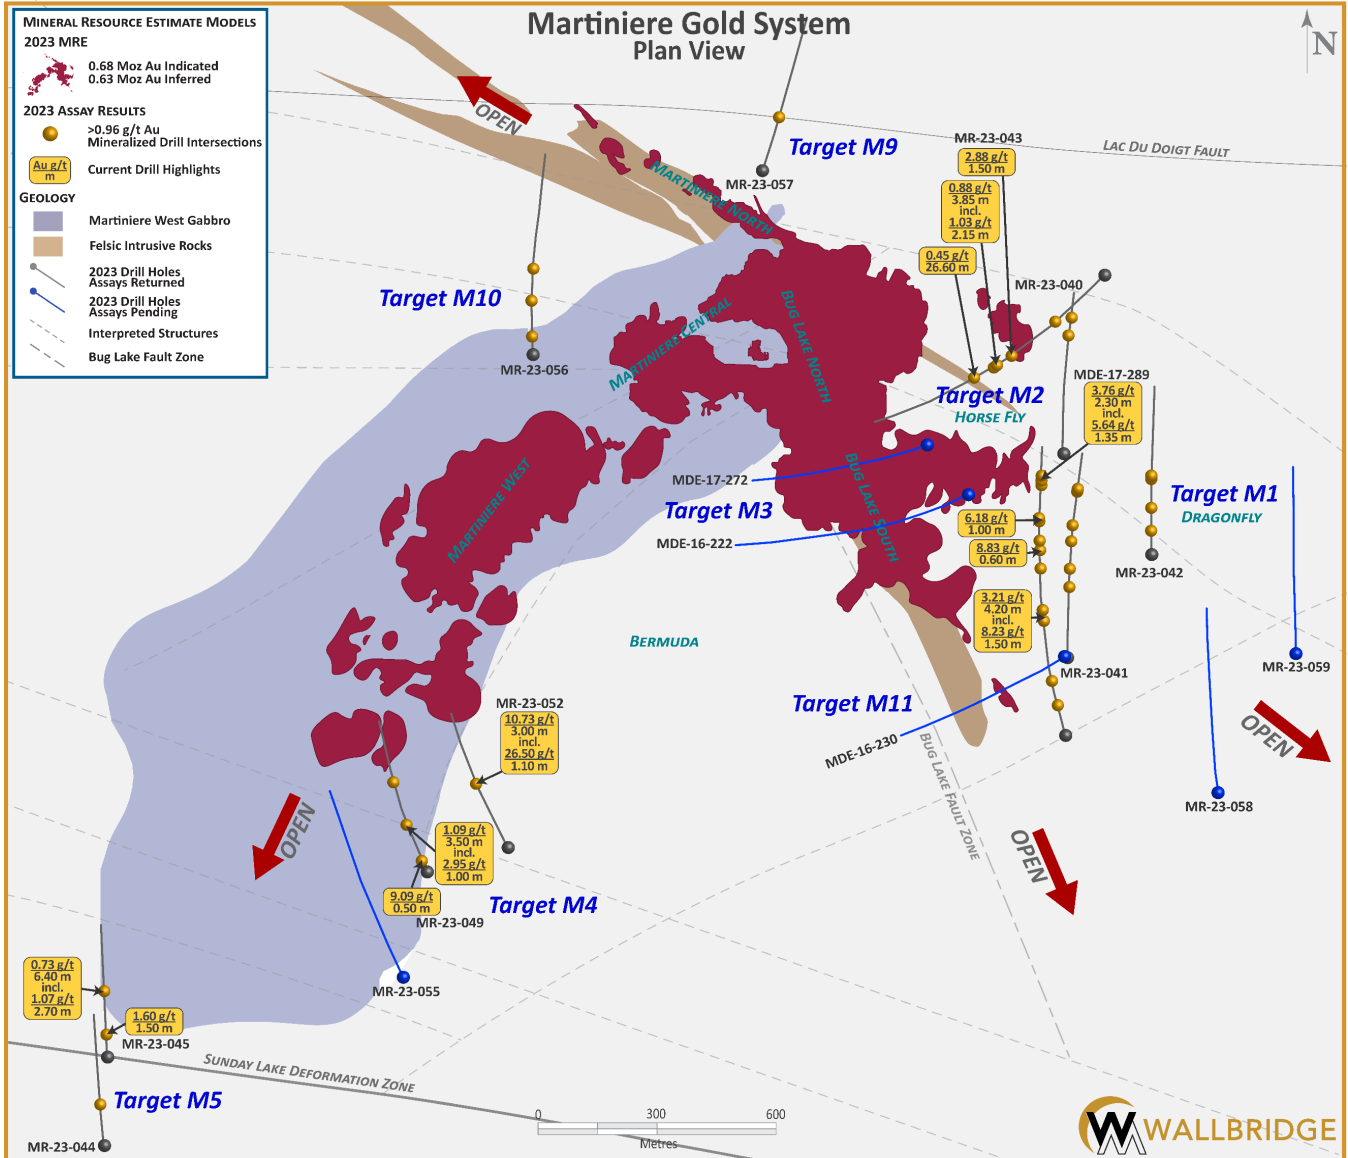 Martiniere Gold System
Plan View
N
Mineral Resource Estimate Models
2023 MRE
0.68 Moz Au Indicated
0.63 Moz Au Inferred
2023 Assay Results
>0.96 g/t Au
Mineralized Drill Intersections
Au g/t
m
Current Drill Highlights
Geology
Martiniere West Gabbro
Felsic Intrusive Rocks
2023 Drill Holes
Assays Returned
2023 Drill Holes
Assays Pending
Interpreted Structures
Bug Lake Fault Zone
OPEN
Target M9
MR-23-057
Martiniere North
Lac Du Doigt Fault
MR-23-043
2.88 g/t
1.50 m
0.88 g/t
3.85 m
incl.
1.03 g/t
2.15 m
0.45 g/t
26.60 m
MR-23-040
Target M10
MR-23-056
Martiniere Central
Bug Lake North
Target M2
Horse Fly
MDE-17-289
3.76 g/t
2.30 m
incl.
5.64 g/t
1.35 m
Martiniere West
MDE-17-272
Target M3
MDE-16-222
Bug Lake South
6.18 g/t
1.00 m
8.83 g/t
0.60 m
3.21 g/t
4.20 m
incl.
8.23 g/t
1.50 m
Target M1
Dragonfly
MR-23-042
Bermuda
MR-23-041
MR-23-059
Target M11
MDE-16-230
Bug Lake Fault Zone
OPEN
MR-23-058
OPEN
MR-23-052
10.73 g/t
3.00 m
incl.
26.50 g/t
1.10 m
OPEN
1.09 g/t
3.50 m
incl.
2.95 g/t
1.00 m
9.09 g/t
0.50 m
MR-23-049
Target M4
MR-23-055
0.73 g/t
6.40 m
incl.
1.07 g/t
2.70 m
1.60 g/t
1.50 m
MR-23-045
Sunday Lake Deformation Zone
Target M5
MR-23-044
0 300 600
Metres
WALLBRIDGE